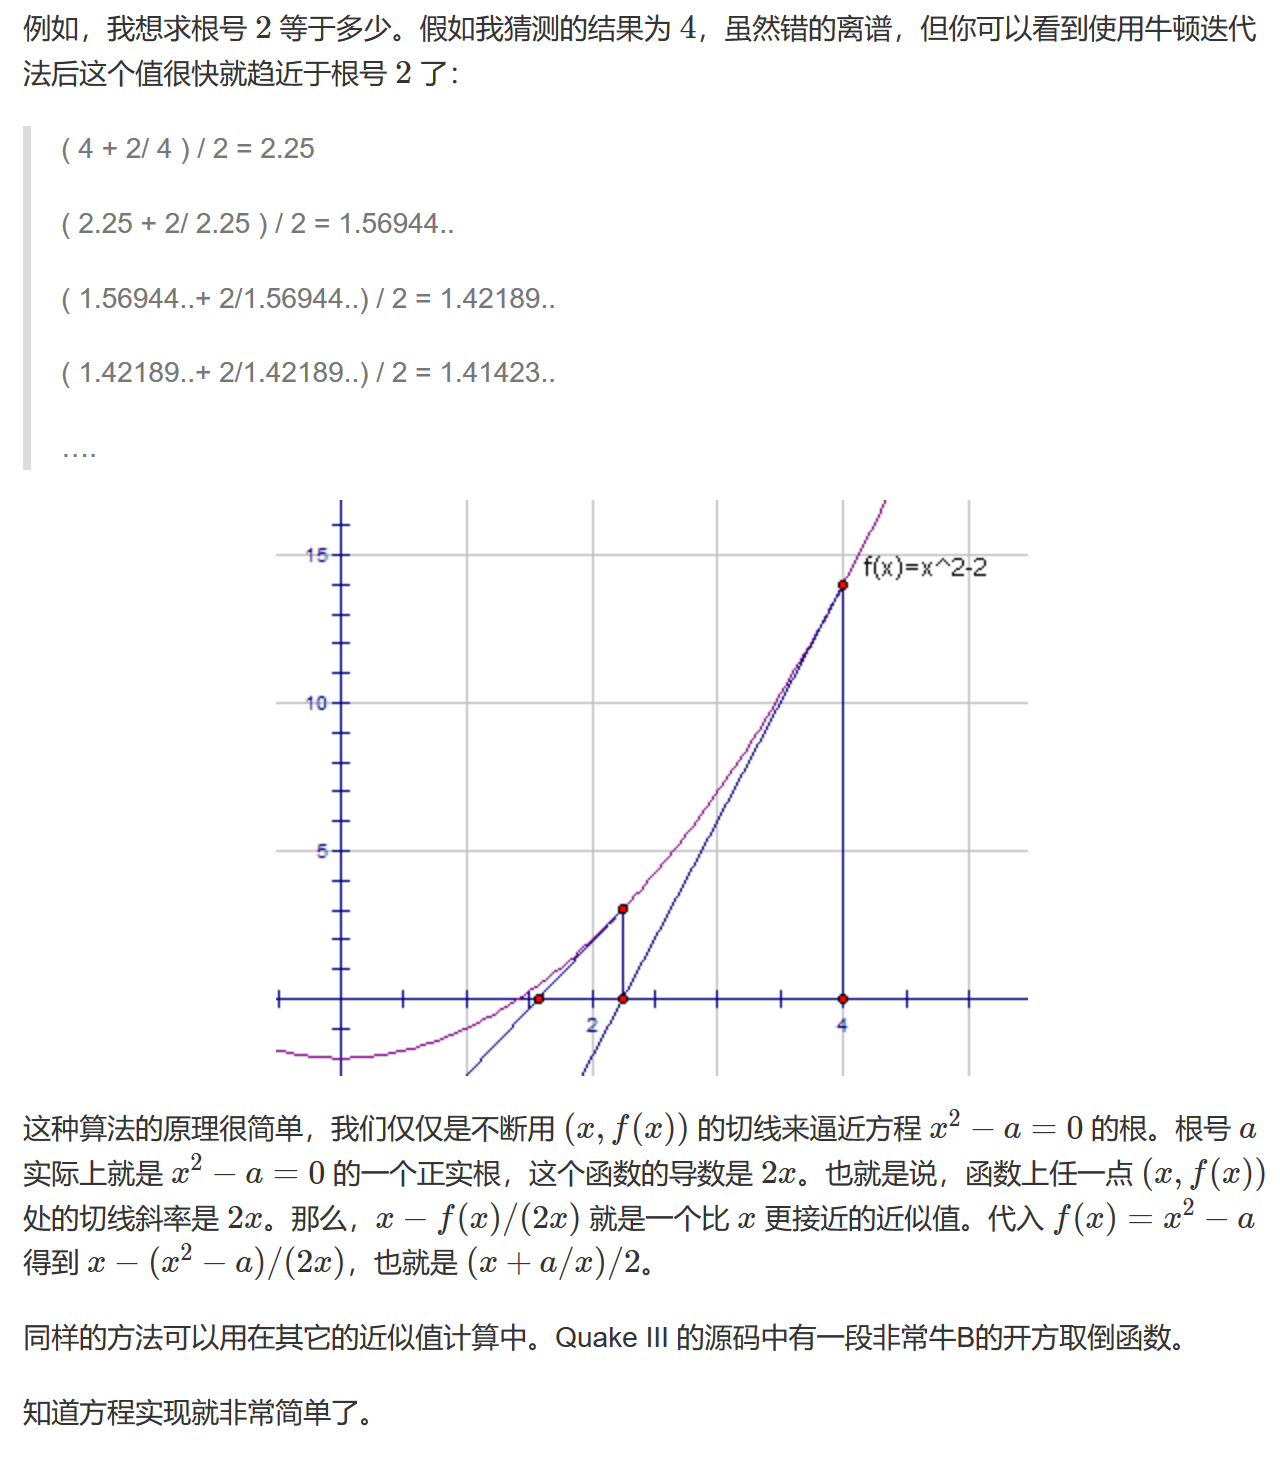 例如，我想求根号 2 等于多少。假如我猜测的结果为 4，虽然错的离谱，但你可以看到使用牛顿迭代
法后这个值很快就趋近于根号 2 了：
( 4 + 2/ 4 ) / 2 = 2.25
( 2.25 + 2/ 2.25 ) / 2 = 1.56944..
( 1.56944..+ 2/1.56944..) / 2 = 1.42189..
( 1.42189..+ 2/1.42189..) / 2 = 1.41423..
….
15
f(x)=x^2-2
10
5
2
4
这种算法的原理很简单，我们仅仅是不断用 (x, f(x)) 的切线来逼近方程 x² − a = 0 的根。根号 a
实际上就是 x² − a = 0 的一个正实根，这个函数的导数是 2x。也就是说，函数上任一点 (x, f(x))
处的切线斜率是 2x。那么，x − f(x)/(2x) 就是一个比 x 更接近的近似值。代入 f(x) = x² − a
得到 x − (x² − a)/(2x)，也就是 (x + a/x)/2。
同样的方法可以用在其它的近似值计算中。Quake III 的源码中有一段非常牛B的开方取倒函数。
知道方程实现就非常简单了。